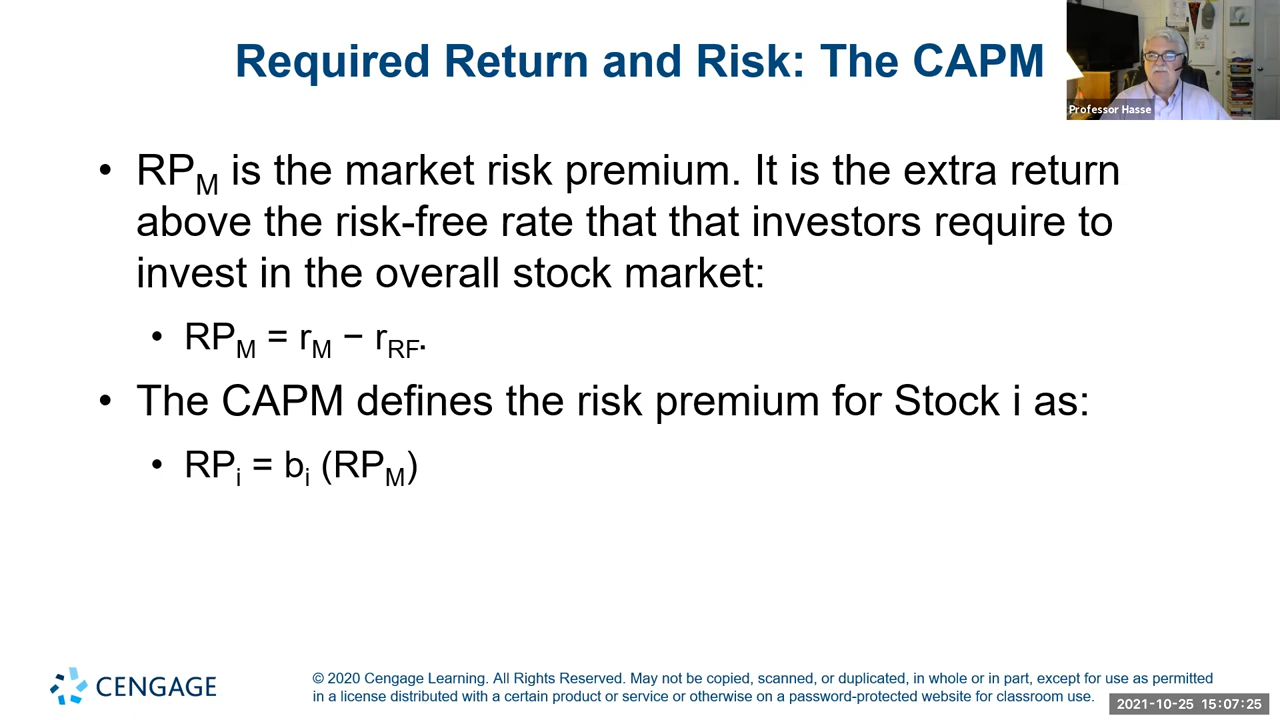 Required Return and Risk: The CAPM
Professor Hasse
• RPM is the market risk premium. It is the extra return
above the risk-free rate that that investors require to
invest in the overall stock market:
• RPM = rM − rRF.
• The CAPM defines the risk premium for Stock i as:
• RPi = bi (RPM)
CENGAGE
© 2020 Cengage Learning. All Rights Reserved. May not be copied, scanned, or duplicated, in whole or in part, except for use as permitted
in a license distributed with a certain product or service or otherwise on a password-protected website for classroom use.
2021-10-25 15:07:25